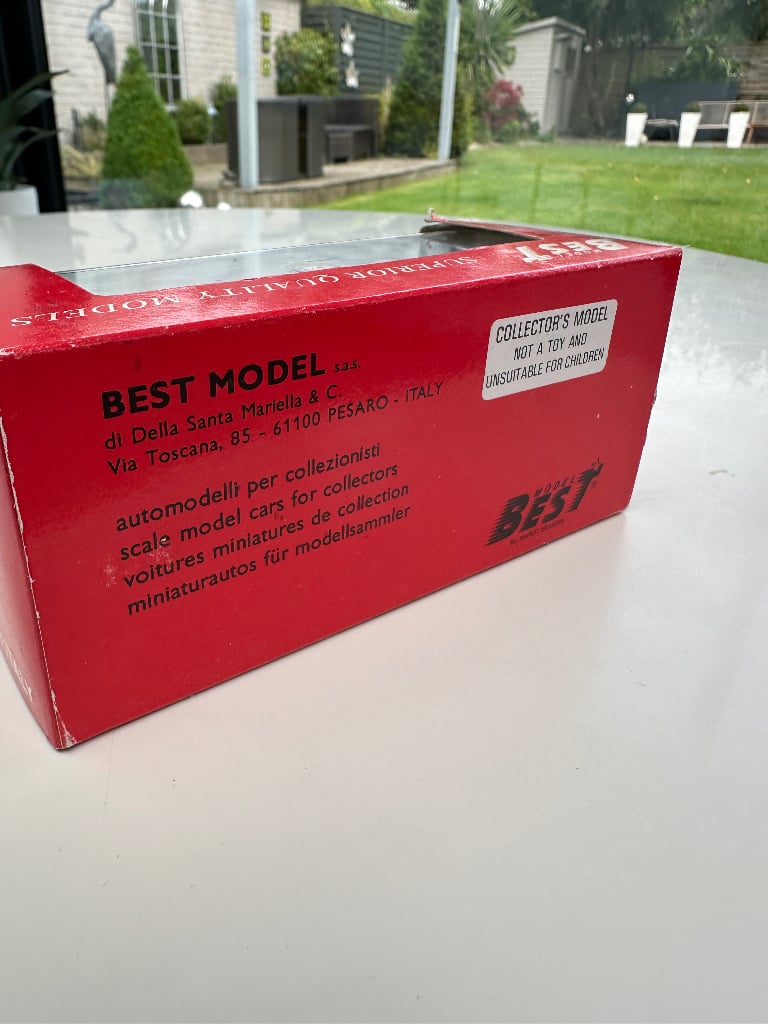 SUPERIOR QUALITY MODELS
BEST
BEST MODEL s.a.s.
di Della Santa Mariella & C.
Via Toscana, 85 - 61100 PESARO - ITALY
automodelli per collezionisti
scale model cars for collectors
voitures miniatures de collection
miniaturautos für modellsammler
COLLECTOR'S MODEL
NOT A TOY AND
UNSUITABLE FOR CHILDREN
MODEL
BEST